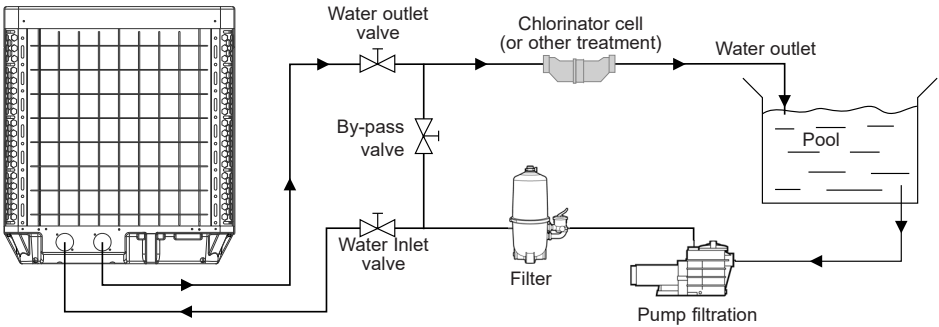 Water outlet
valve
Chlorinator cell
(or other treatment)
Water outlet
By-pass
valve
Pool
Water Inlet
valve
Filter
Pump filtration